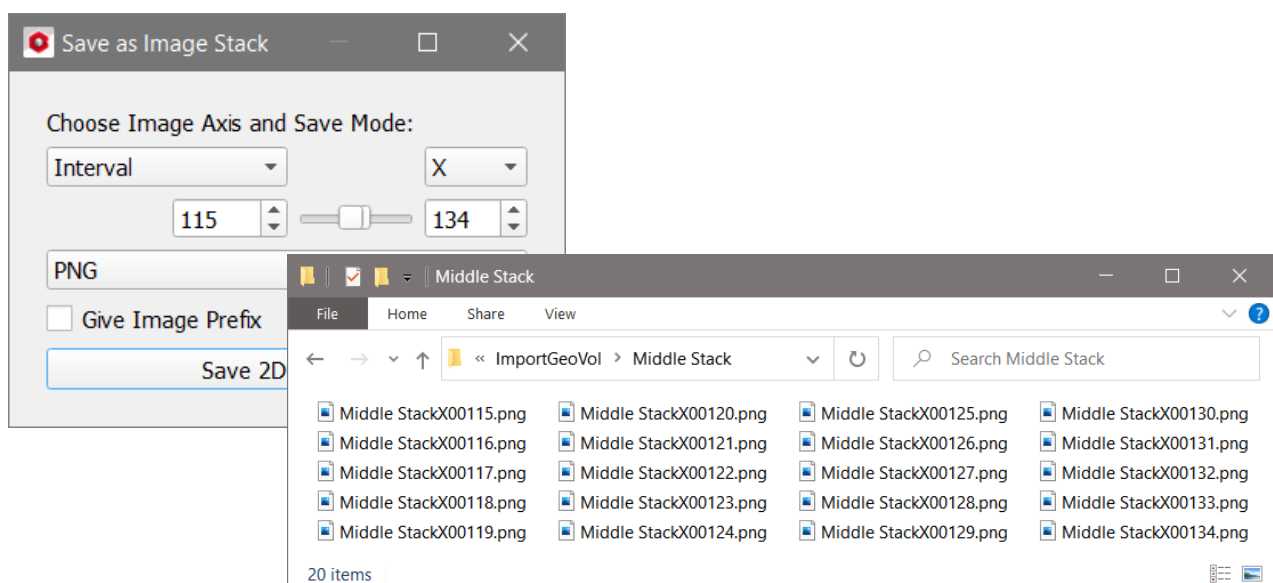 Save as Image Stack
Choose Image Axis and Save Mode:
Interval X
115 134
PNG
Give Image Prefix
Save 2D
Middle Stack
File Home Share View
« ImportGeoVol > Middle Stack Search Middle Stack
Middle StackX00115.png Middle StackX00120.png Middle StackX00125.png Middle StackX00130.png
Middle StackX00116.png Middle StackX00121.png Middle StackX00126.png Middle StackX00131.png
Middle StackX00117.png Middle StackX00122.png Middle StackX00127.png Middle StackX00132.png
Middle StackX00118.png Middle StackX00123.png Middle StackX00128.png Middle StackX00133.png
Middle StackX00119.png Middle StackX00124.png Middle StackX00129.png Middle StackX00134.png
20 items